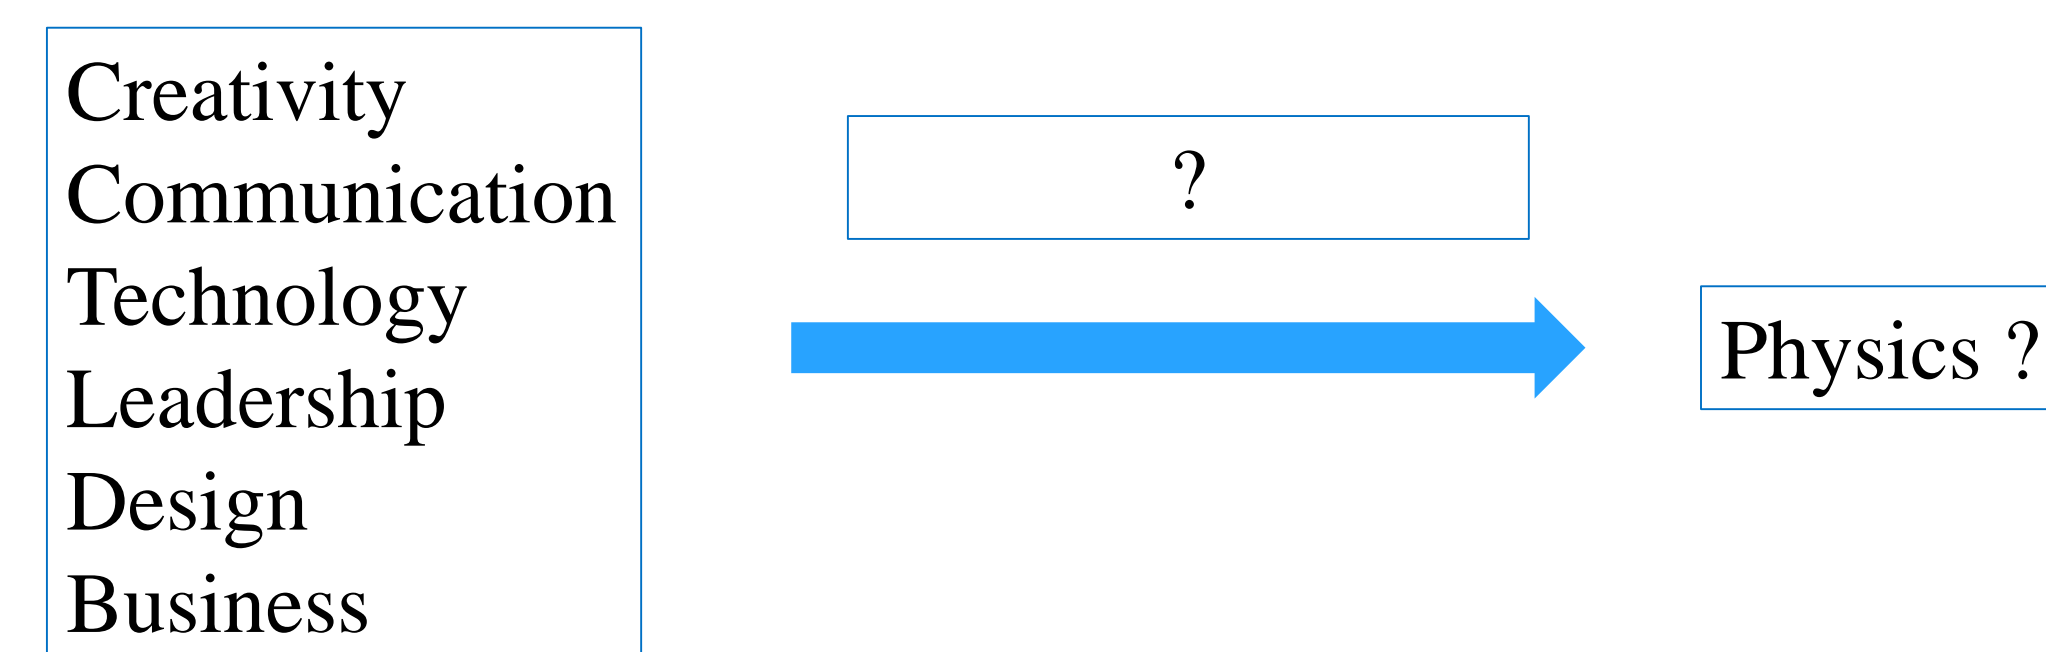 Creativity
Communication
Technology
Leadership
Design
Business
?
Physics ?